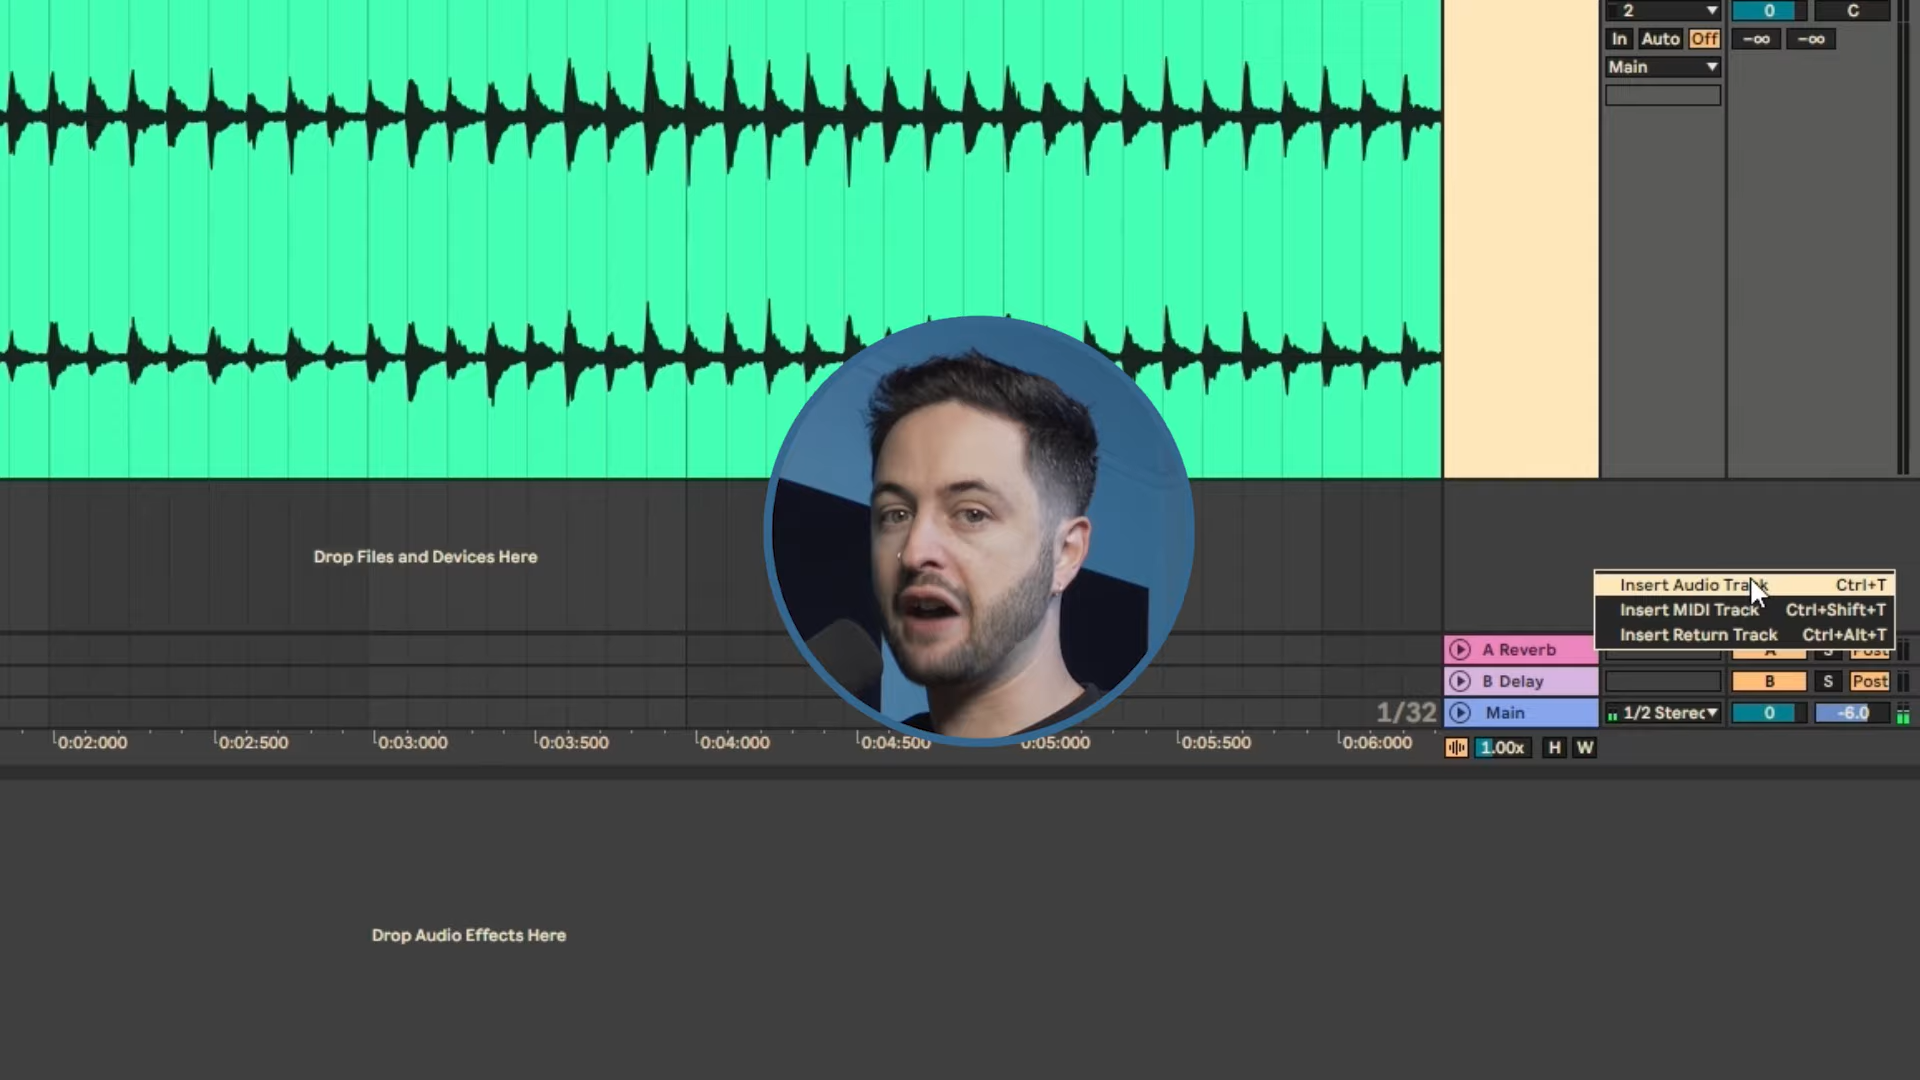 2 0 C
In Auto Off -∞ -∞
Main
Drop Files and Devices Here
Insert Audio Track Ctrl+T
Insert MIDI Track Ctrl+Shift+T
Insert Return Track Ctrl+Alt+T
A Reverb A S Post
B Delay B S Post
1/32 Main 1/2 Stereo 0 -6.0
0:02:000 0:02:500 0:03:000 0:03:500 0:04:000 0:04:500 0:05:000 0:05:500 0:06:000
1.00x H W
Drop Audio Effects Here